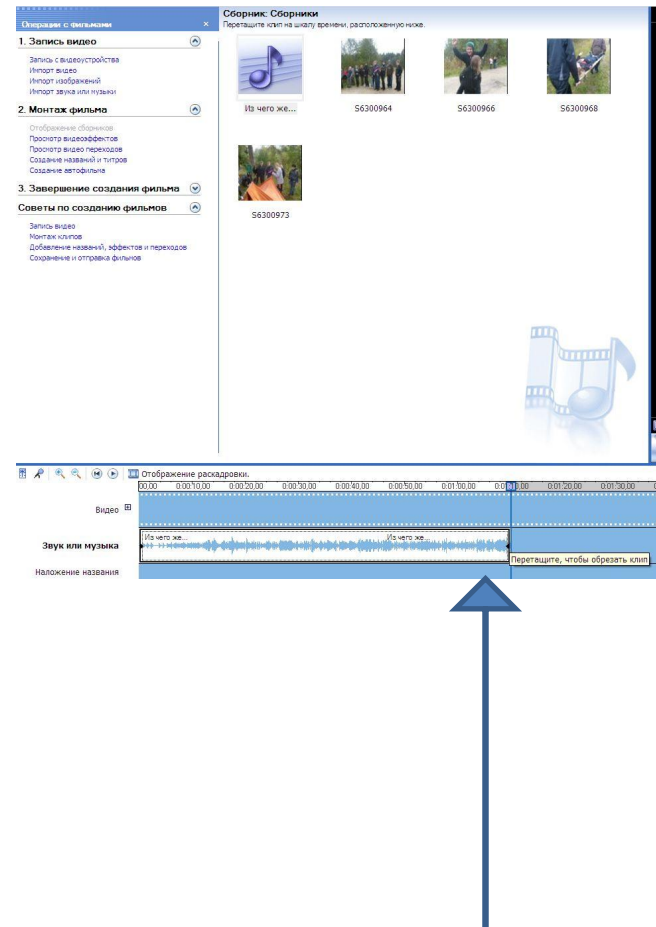 Операции с фильмами ×
1. Запись видео
Запись с видеоустройства
Импорт видео
Импорт изображений
Импорт звука или музыки
2. Монтаж фильма
Отображение сборников
Просмотр видеоэффектов
Просмотр видео переходов
Создание названий и титров
Создание автофильма
3. Завершение создания фильма
Советы по созданию фильмов
Запись видео
Монтаж клипов
Добавление названий, эффектов и переходов
Сохранение и отправка фильмов
Сборник: Сборники
Перетащите клип на шкалу времени, расположенную ниже.
Из чего же...
S6300964
S6300966
S6300968
S6300973
Отображение раскадровки.
00,00 0:00:10,00 0:00:20,00 0:00:30,00 0:00:40,00 0:00:50,00 0:01:00,00 0:01:20,00 0:01:30,00
Видео
Звук или музыка
Из чего же...
Из чего же...
Перетащите, чтобы обрезать клип
Наложение названия